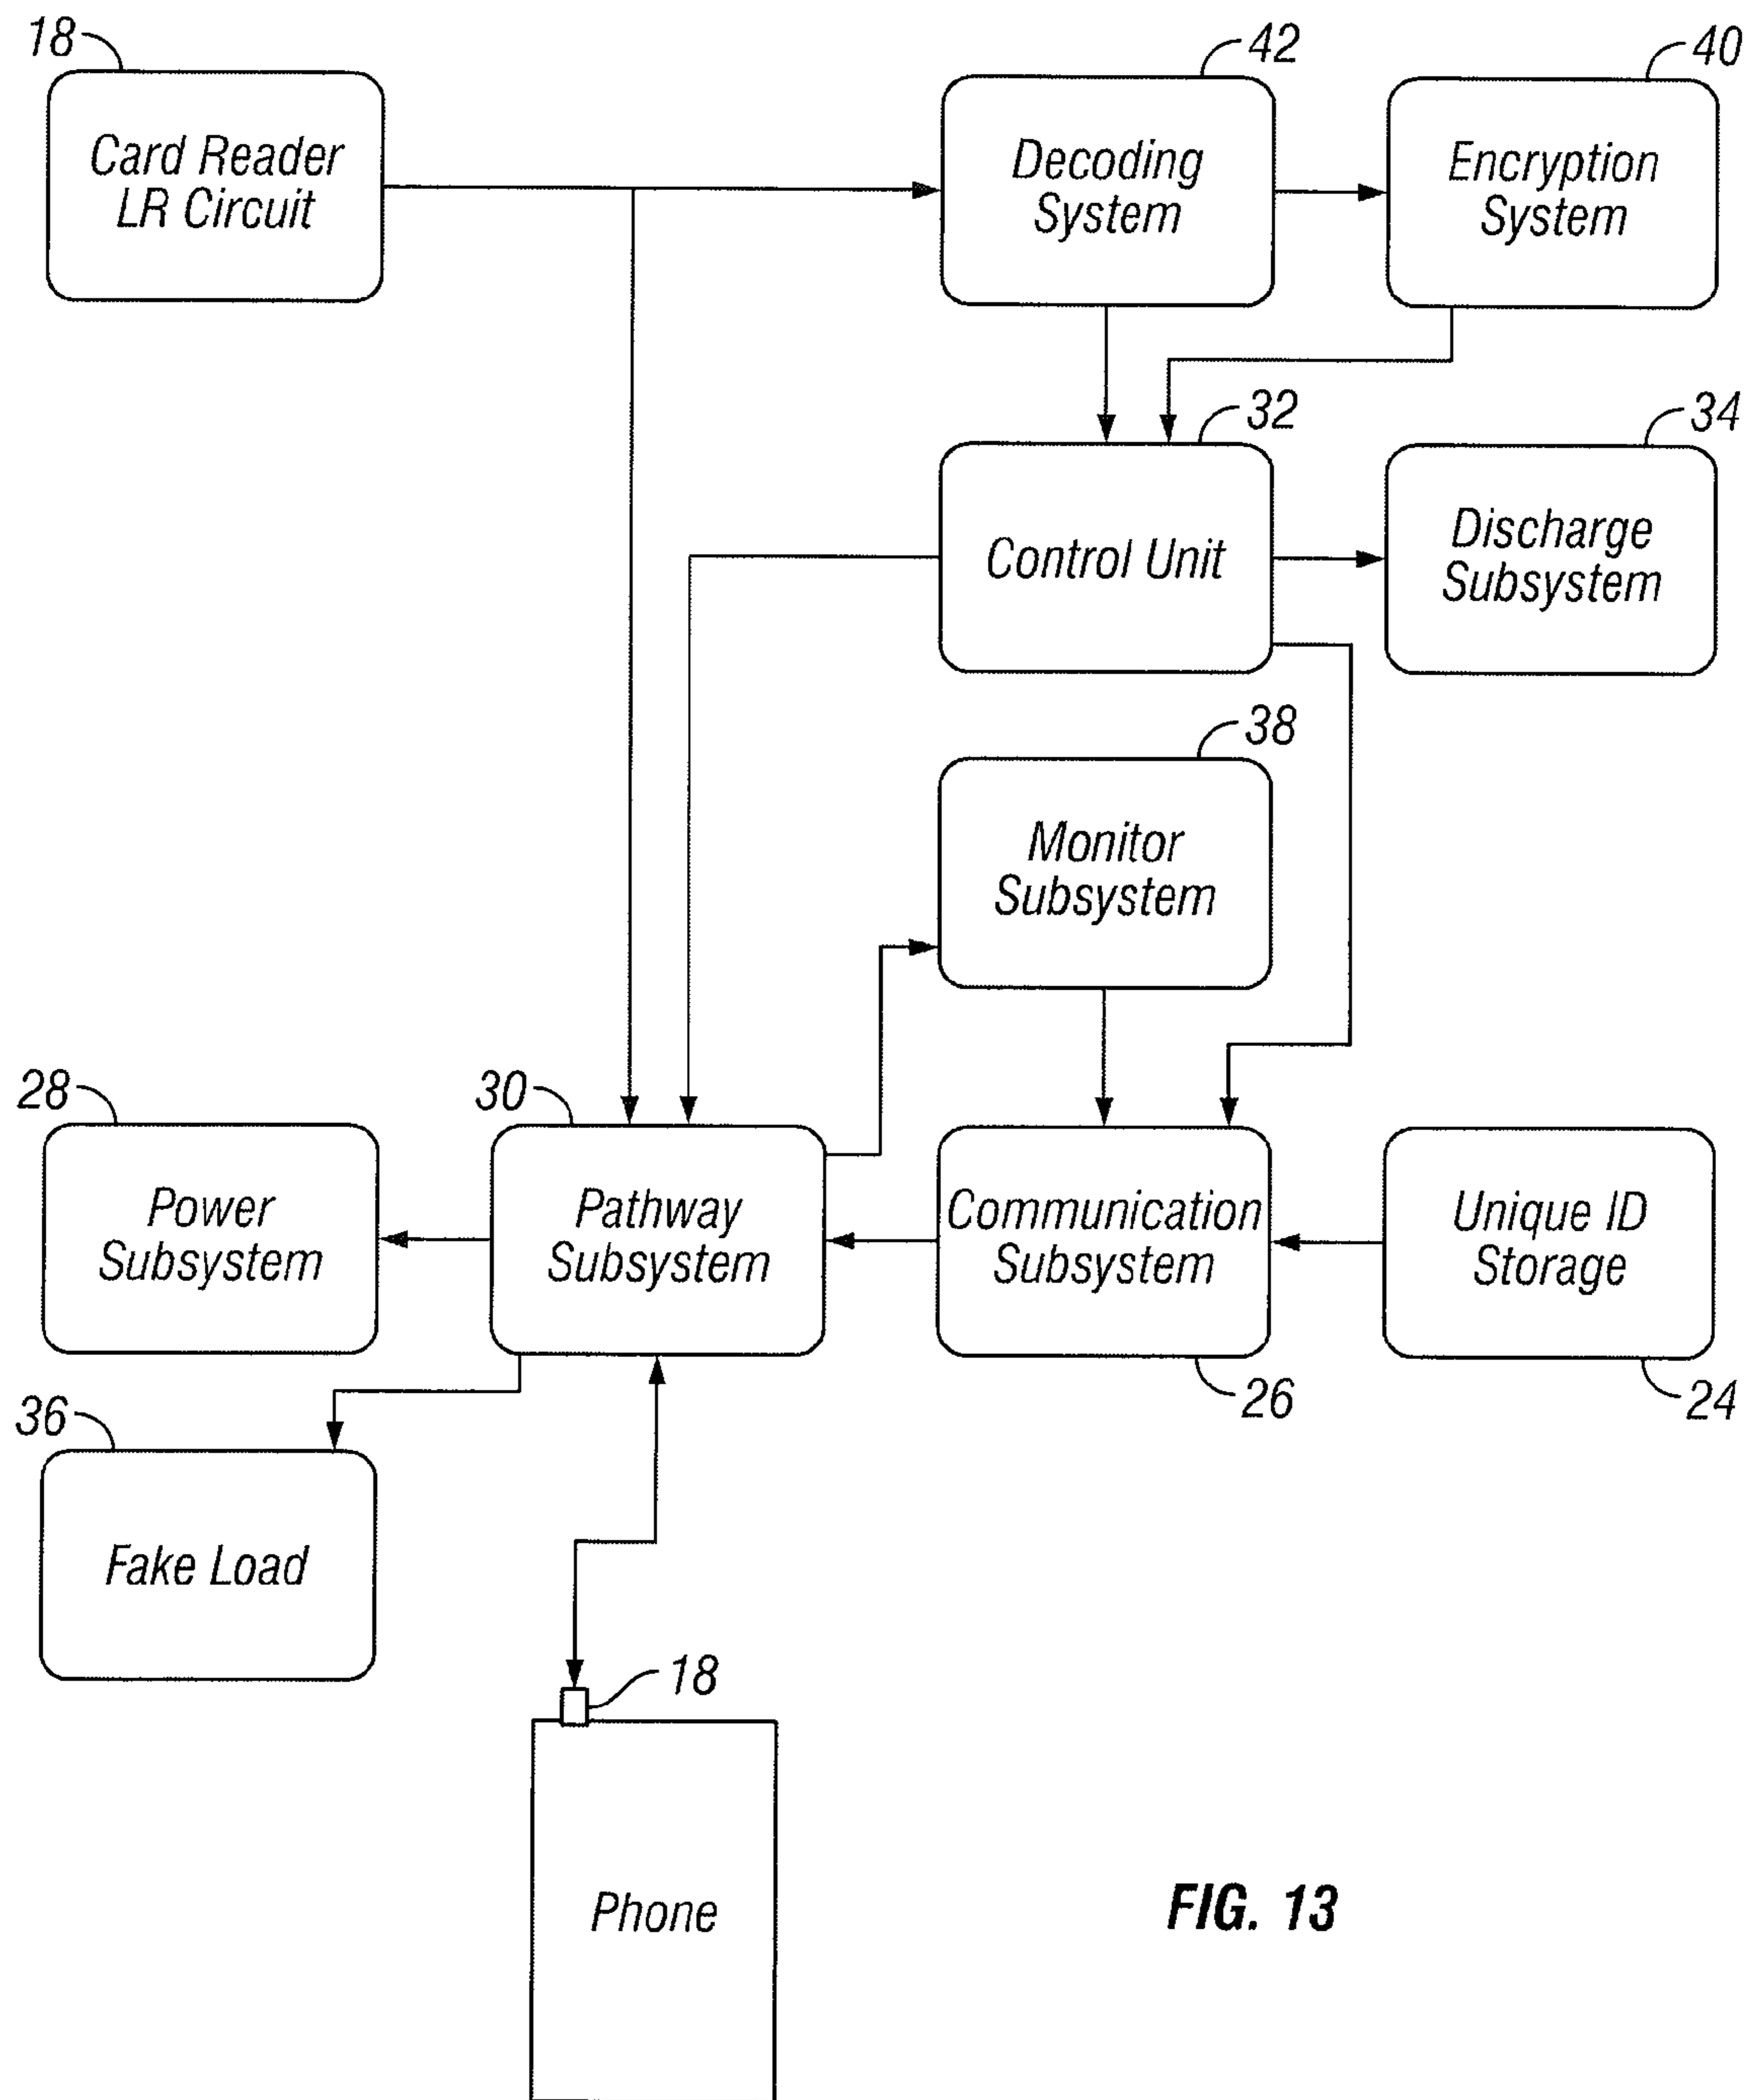 18
Card Reader
LR Circuit
42
Decoding
System
40
Encryption
System
32
Control Unit
34
Discharge
Subsystem
38
Monitor
Subsystem
28
Power
Subsystem
30
Pathway
Subsystem
Communication
Subsystem
26
Unique ID
Storage
24
36
Fake Load
18
Phone
FIG. 13